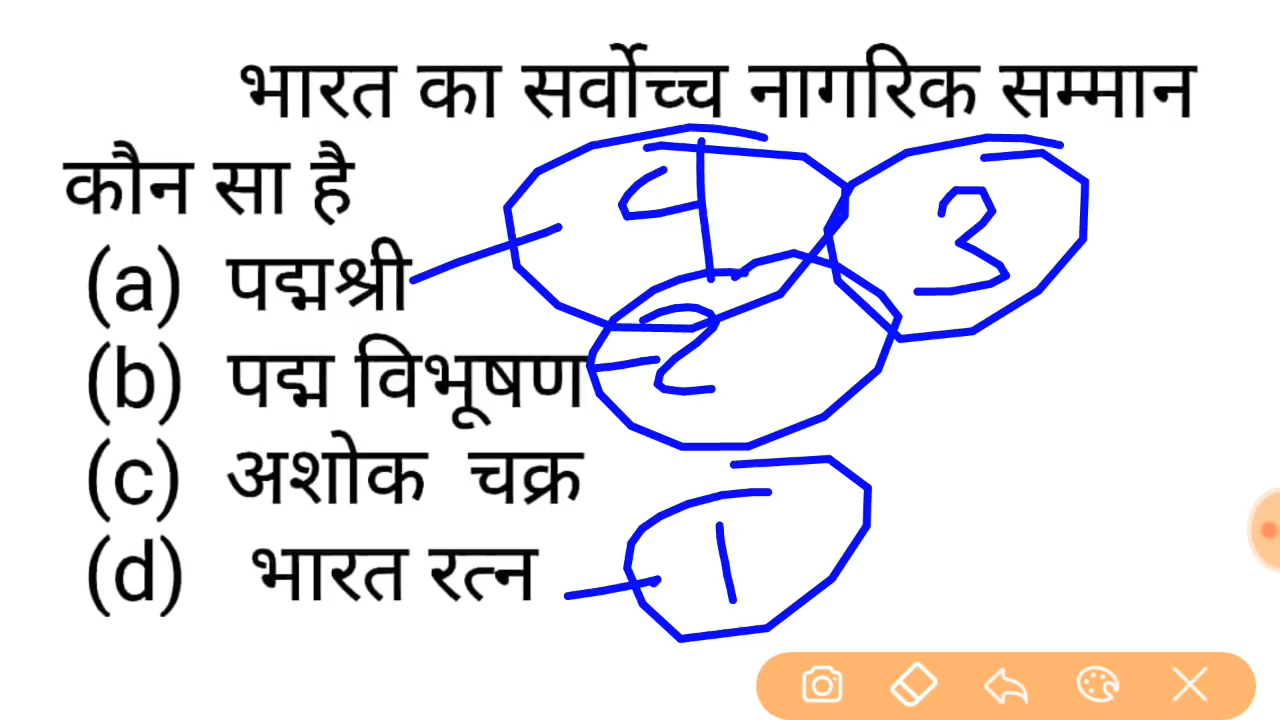 भारत का सर्वोच्च नागरिक सम्मान
कौन सा है
(a) पद्मश्री 4 3
(b) पद्म विभूषण 2
(c) अशोक चक्र
(d) भारत रत्न 1